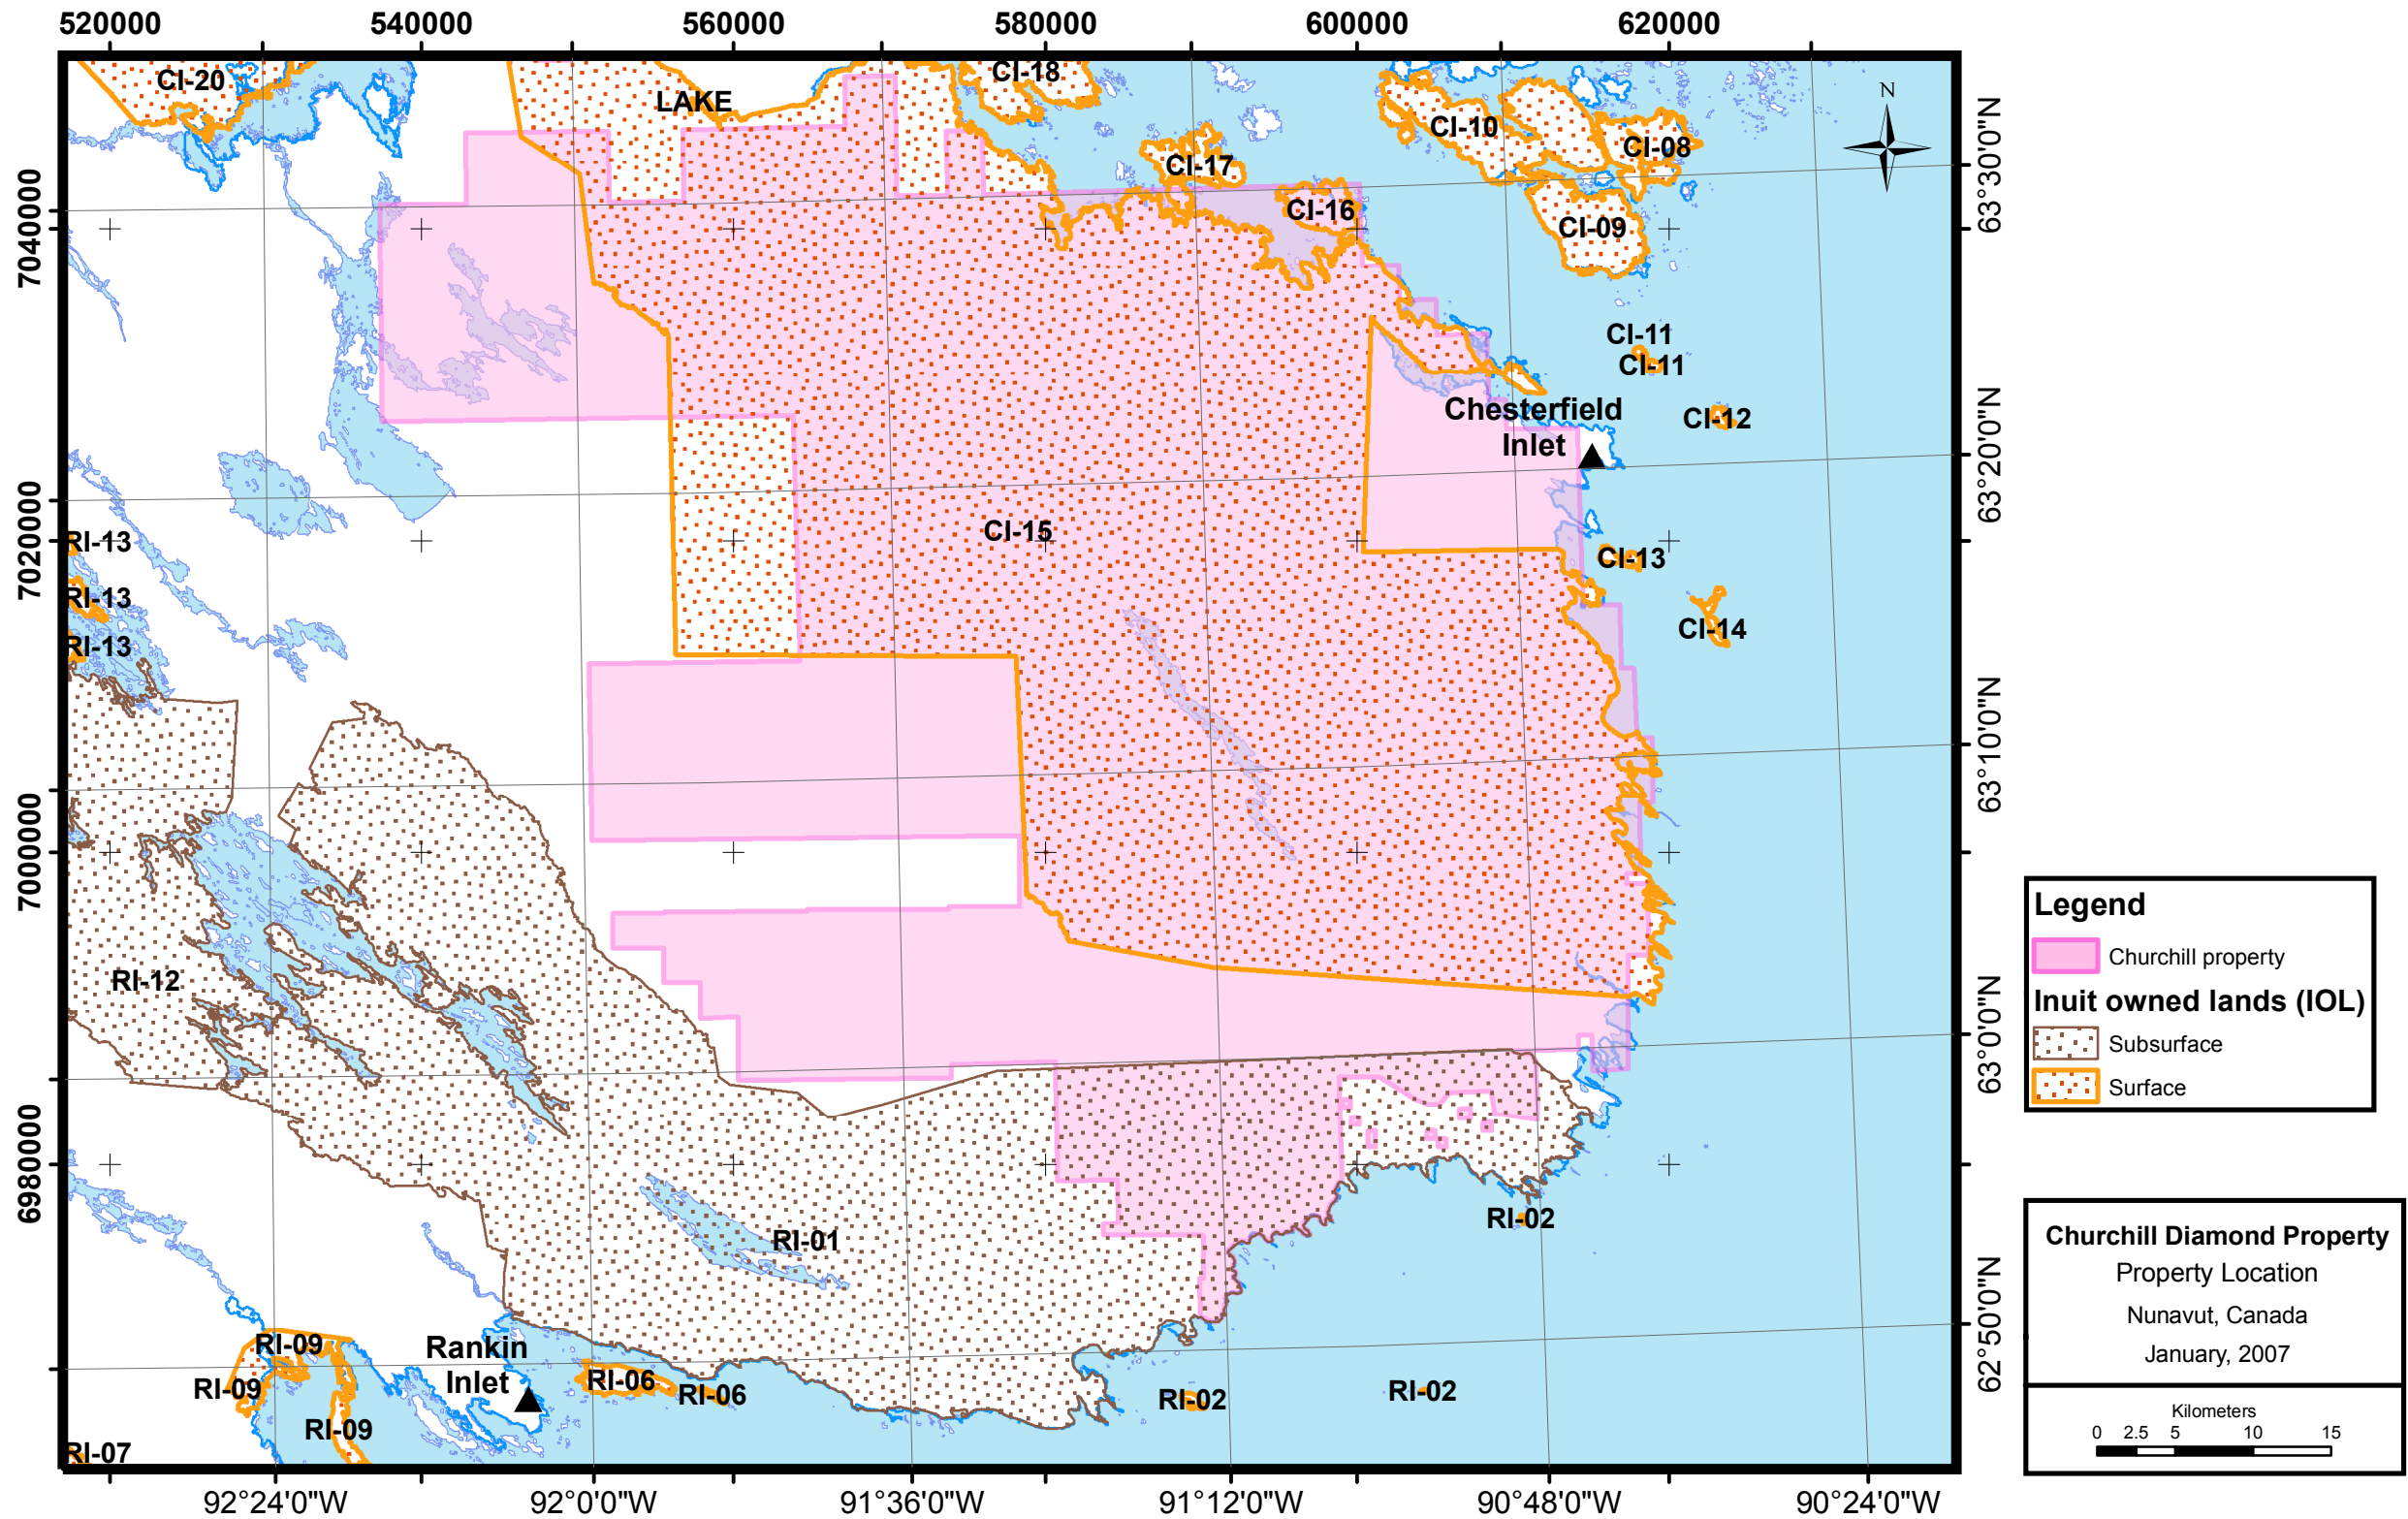 520000 540000 560000 580000 600000 620000
CI-20
LAKE
CI-18
CI-10
CI-08
CI-17
CI-16
CI-09
N
CI-11
CI-11
CI-12
Chesterfield
Inlet
CI-15
CI-13
CI-14
RI-13
RI-13
RI-13
RI-12
RI-01
RI-02
Rankin
Inlet
RI-09
RI-09
RI-09
RI-06
RI-06
RI-02
RI-02
RI-07
7040000
7020000
7000000
6980000
63°30'0"N
63°20'0"N
63°10'0"N
63°0'0"N
62°50'0"N
92°24'0"W 92°0'0"W 91°36'0"W 91°12'0"W 90°48'0"W 90°24'0"W
Legend
Churchill property
Inuit owned lands (IOL)
Subsurface
Surface
Churchill Diamond Property
Property Location
Nunavut, Canada
January, 2007
Kilometers
0 2.5 5 10 15